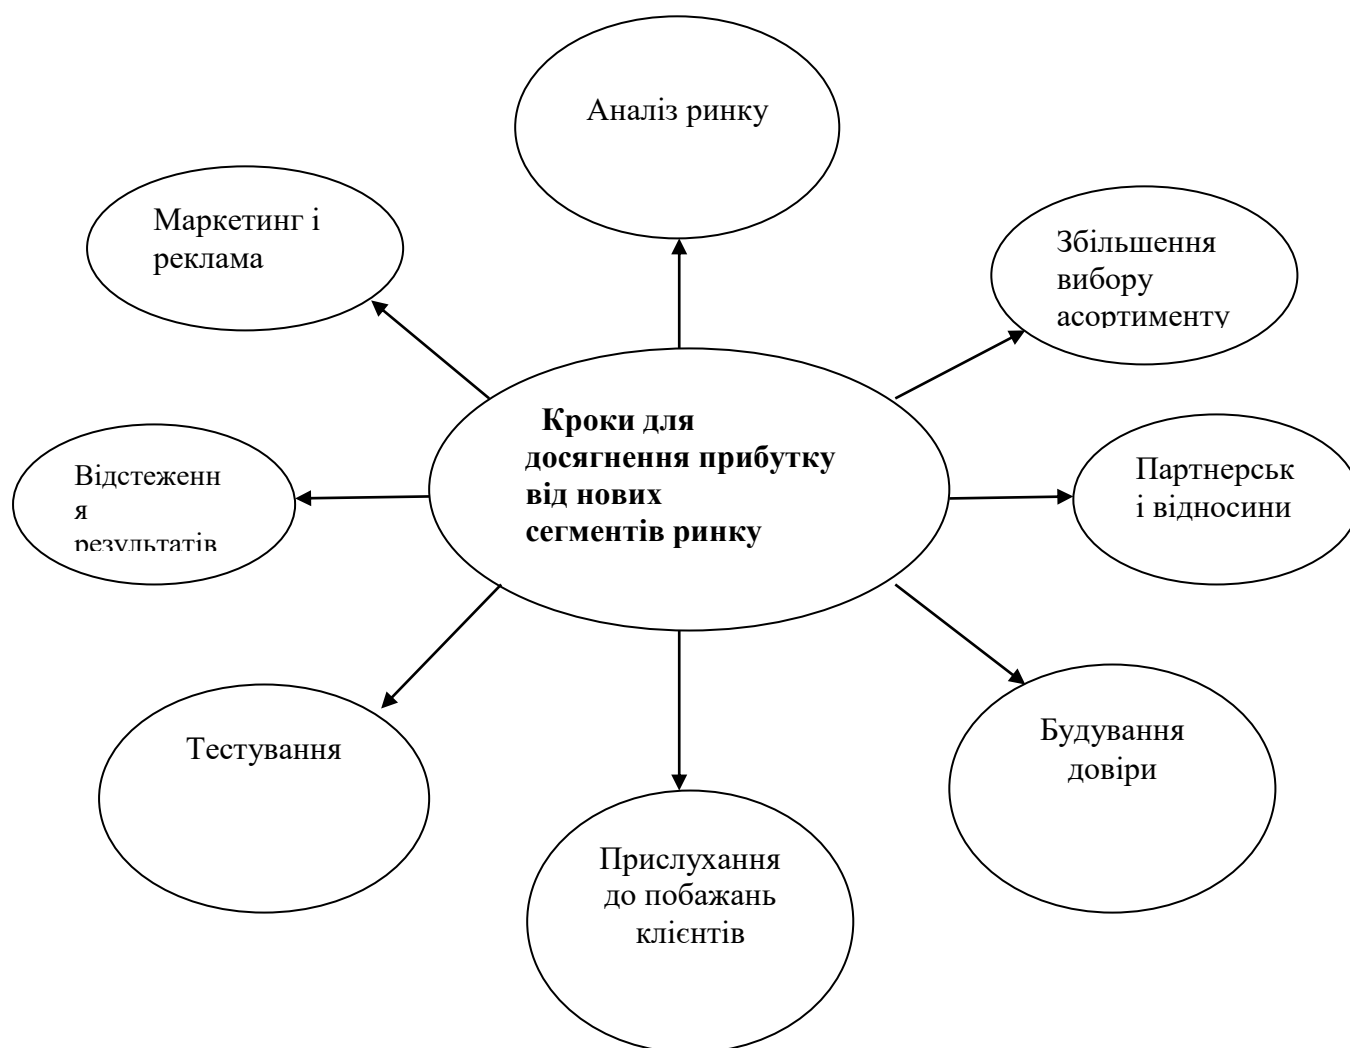 Аналіз ринку
Маркетинг і
реклама
Збільшення
вибору
асортименту
Кроки для
досягнення прибутку
від нових
сегментів ринку
Відстеженн
я
результатів
Партнерськ
і відносини
Тестування
Будування
довіри
Прислухання
до побажань
клієнтів